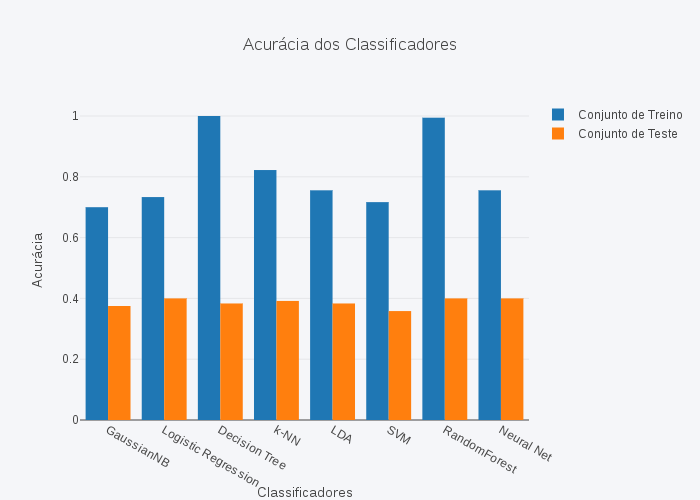 Acurácia dos Classificadores
Conjunto de Treino
Conjunto de Teste
Acurácia
1
0.8
0.6
0.4
0.2
0
GaussianNB
Logistic Regression
Decision Tree
k-NN
LDA
SVM
RandomForest
Neural Net
Classificadores